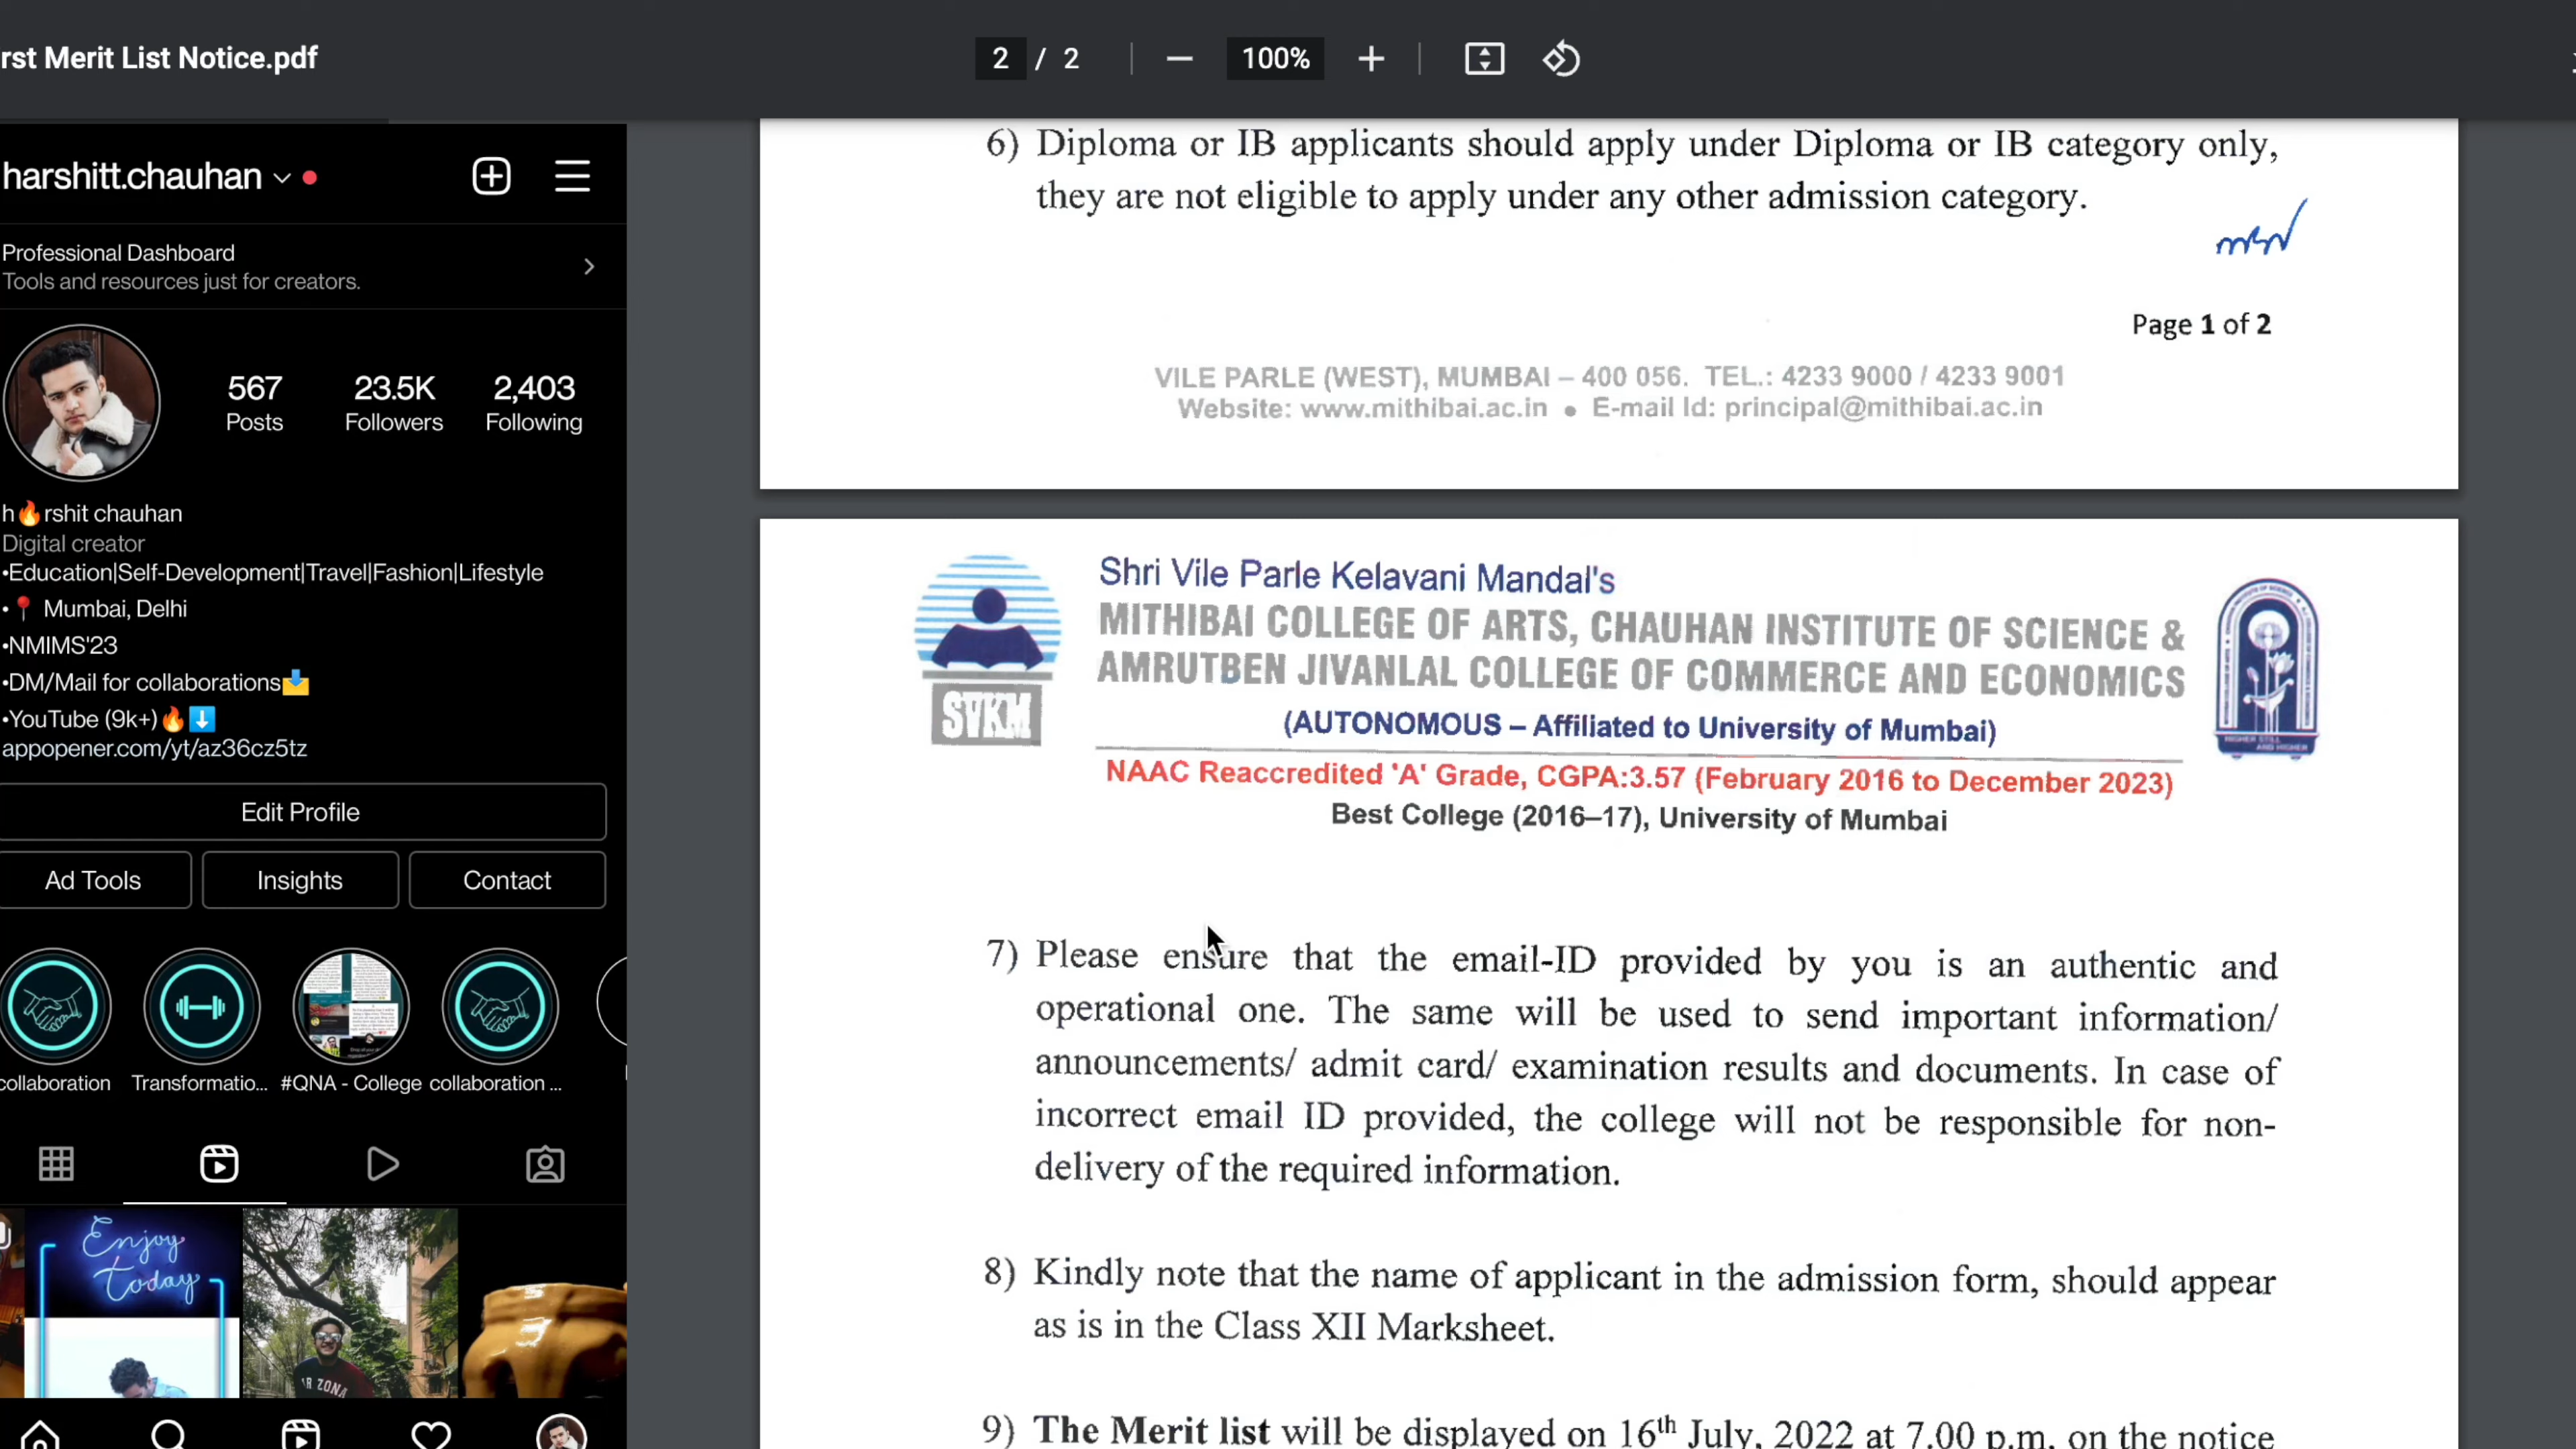 rst Merit List Notice.pdf
2 / 2
100%
harshitt.chauhan
Professional Dashboard
Tools and resources just for creators.
567
23.5K
2,403
Posts
Followers
Following
h🔥rshit chauhan
Digital creator
•Education|Self-Development|Travel|Fashion|Lifestyle
•📍 Mumbai, Delhi
•NMIMS'23
•DM/Mail for collaborations📩
•YouTube (9k+)🔥⬇️
appopener.com/yt/az36cz5tz
Edit Profile
Ad Tools
Insights
Contact
collaboration
Transformatio...
#QNA - College
collaboration ...
Enjoy
today
6) Diploma or IB applicants should apply under Diploma or IB category only,
they are not eligible to apply under any other admission category.
Page 1 of 2
VILE PARLE (WEST), MUMBAI – 400 056. TEL.: 4233 9000 / 4233 9001
Website: www.mithibai.ac.in • E-mail Id: principal@mithibai.ac.in
SVKM
Shri Vile Parle Kelavani Mandal's
MITHIBAI COLLEGE OF ARTS, CHAUHAN INSTITUTE OF SCIENCE &
AMRUTBEN JIVANLAL COLLEGE OF COMMERCE AND ECONOMICS
(AUTONOMOUS – Affiliated to University of Mumbai)
NAAC Reaccredited 'A' Grade, CGPA:3.57 (February 2016 to December 2023)
Best College (2016–17), University of Mumbai
7) Please ensure that the email-ID provided by you is an authentic and
operational one. The same will be used to send important information/
announcements/ admit card/ examination results and documents. In case of
incorrect email ID provided, the college will not be responsible for non-
delivery of the required information.
8) Kindly note that the name of applicant in the admission form, should appear
as is in the Class XII Marksheet.
9) The Merit list will be displayed on 16th July, 2022 at 7.00 p.m. on the notice